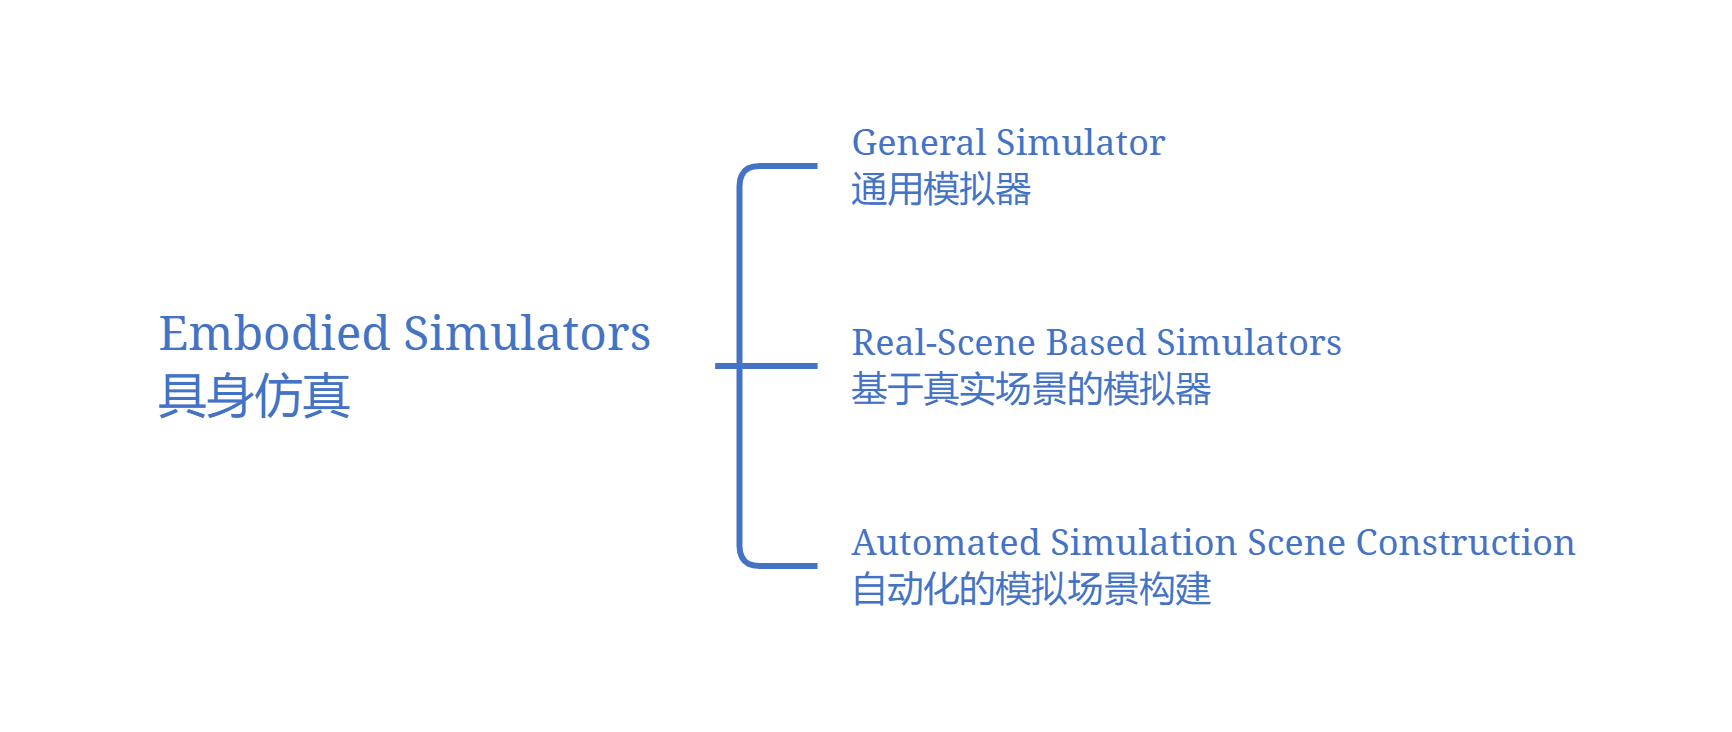 Embodied Simulators
具身仿真
General Simulator
通用模拟器
Real-Scene Based Simulators
基于真实场景的模拟器
Automated Simulation Scene Construction
自动化的模拟场景构建